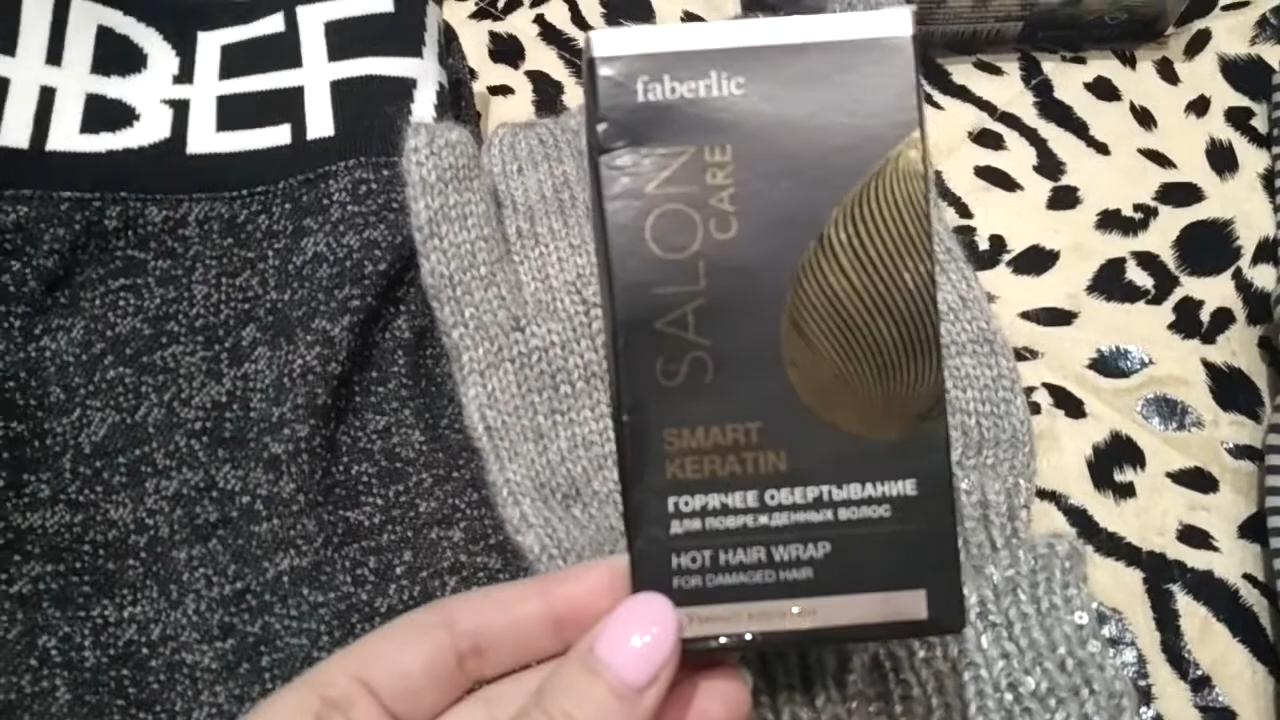 faberlic
SALON
CARE
SMART
KERATIN
ГОРЯЧЕЕ ОБЕРТЫВАНИЕ
ДЛЯ ПОВРЕЖДЕННЫХ ВОЛОС
HOT HAIR WRAP
FOR DAMAGED HAIR